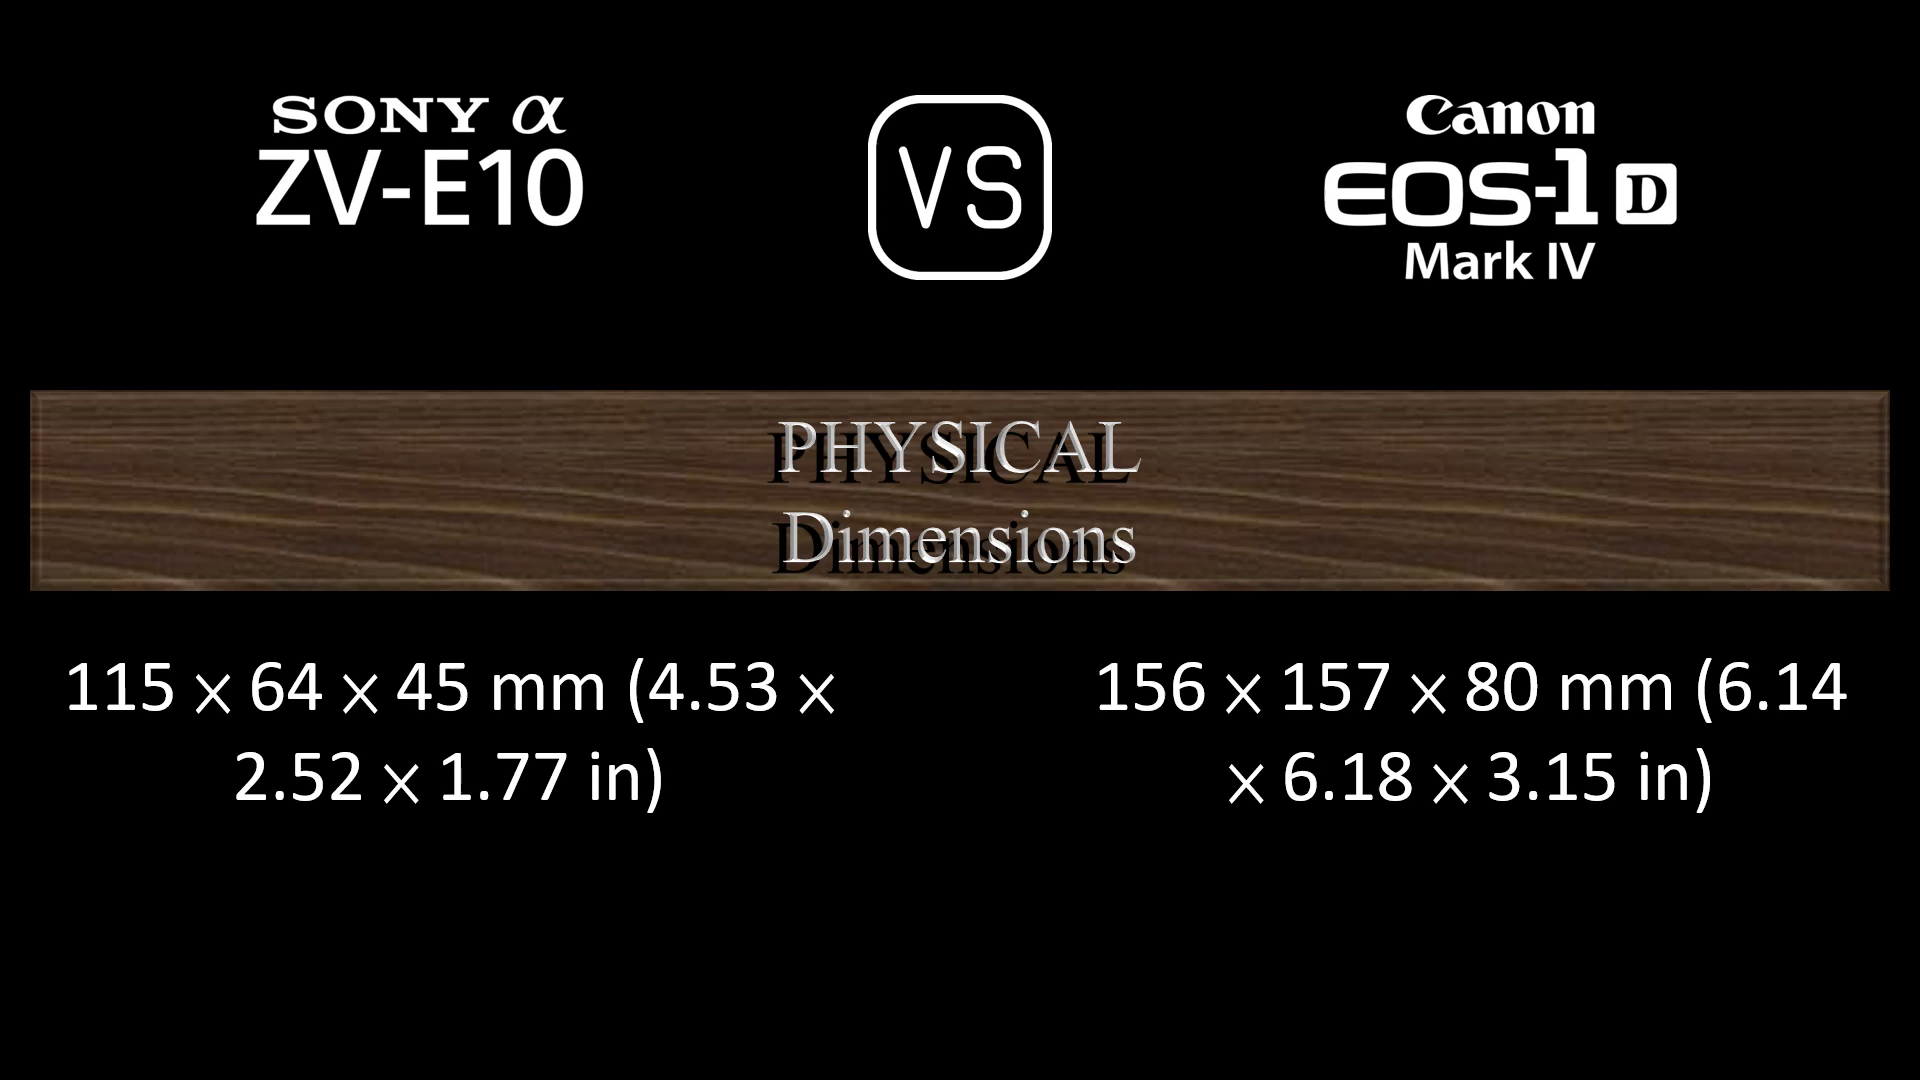 SONY α
ZV-E10
VS
Canon
EOS-1 D
Mark IV
PHYSICAL
Dimensions
115 x 64 x 45 mm (4.53 x
2.52 x 1.77 in)
156 x 157 x 80 mm (6.14
x 6.18 x 3.15 in)